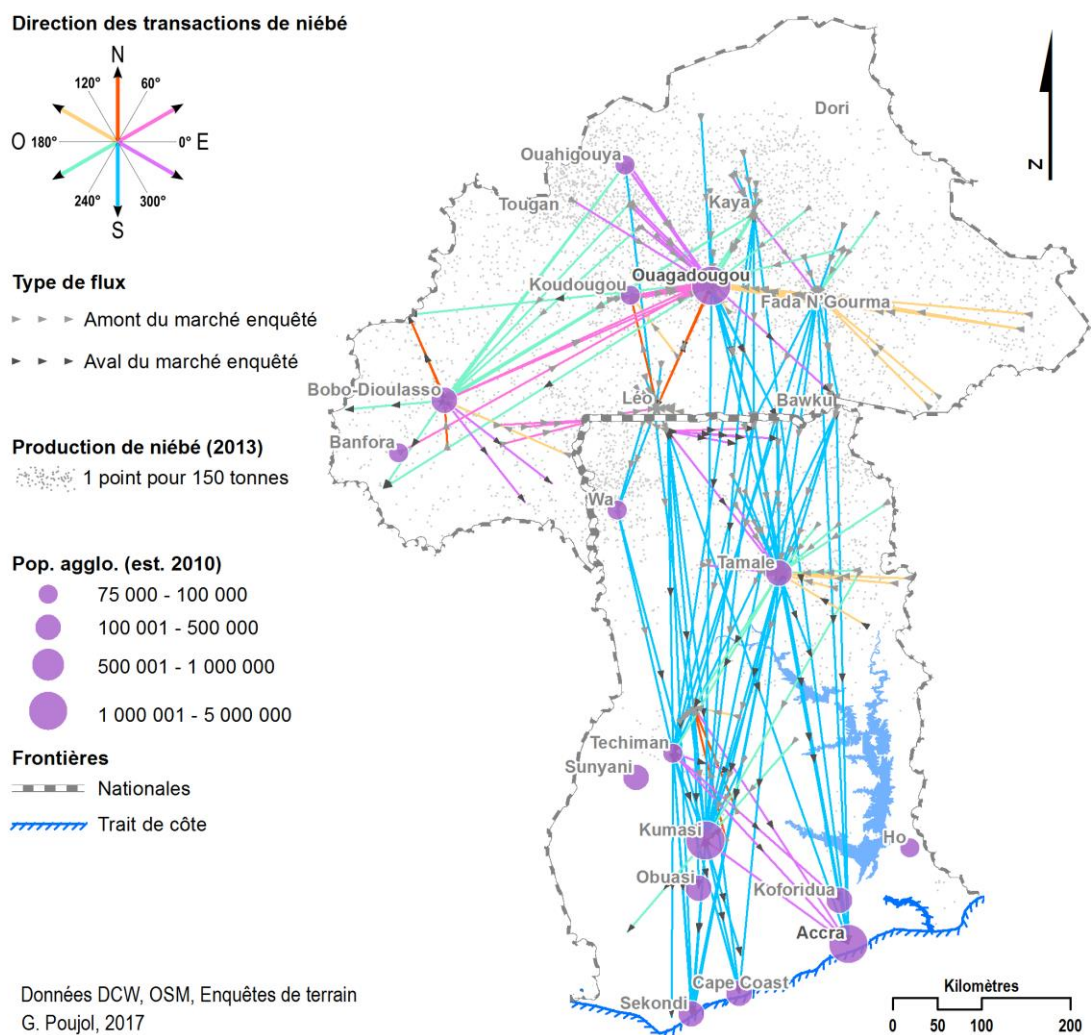 Direction des transactions de niébé
N
120°
60°
O
180°
0°
E
240°
300°
S
Type de flux
Amont du marché enquêté
Aval du marché enquêté
Production de niébé (2013)
1 point pour 150 tonnes
Pop. agglo. (est. 2010)
75 000 - 100 000
100 001 - 500 000
500 001 - 1 000 000
1 000 001 - 5 000 000
Frontières
Nationales
Trait de côte
Données DCW, OSM, Enquêtes de terrain
G. Poujol, 2017
N
Dori
Ouahigouya
Tougan
Kaya
Ouagadougou
Koudougou
Fada N'Gourma
Bobo-Dioulasso
Léo
Bawku
Banfora
Wa
Tamale
Techiman
Sunyani
Kumasi
Ho
Obuasi
Koforidua
Accra
Cape Coast
Sekondi
Kilomètres
0 50 100 200